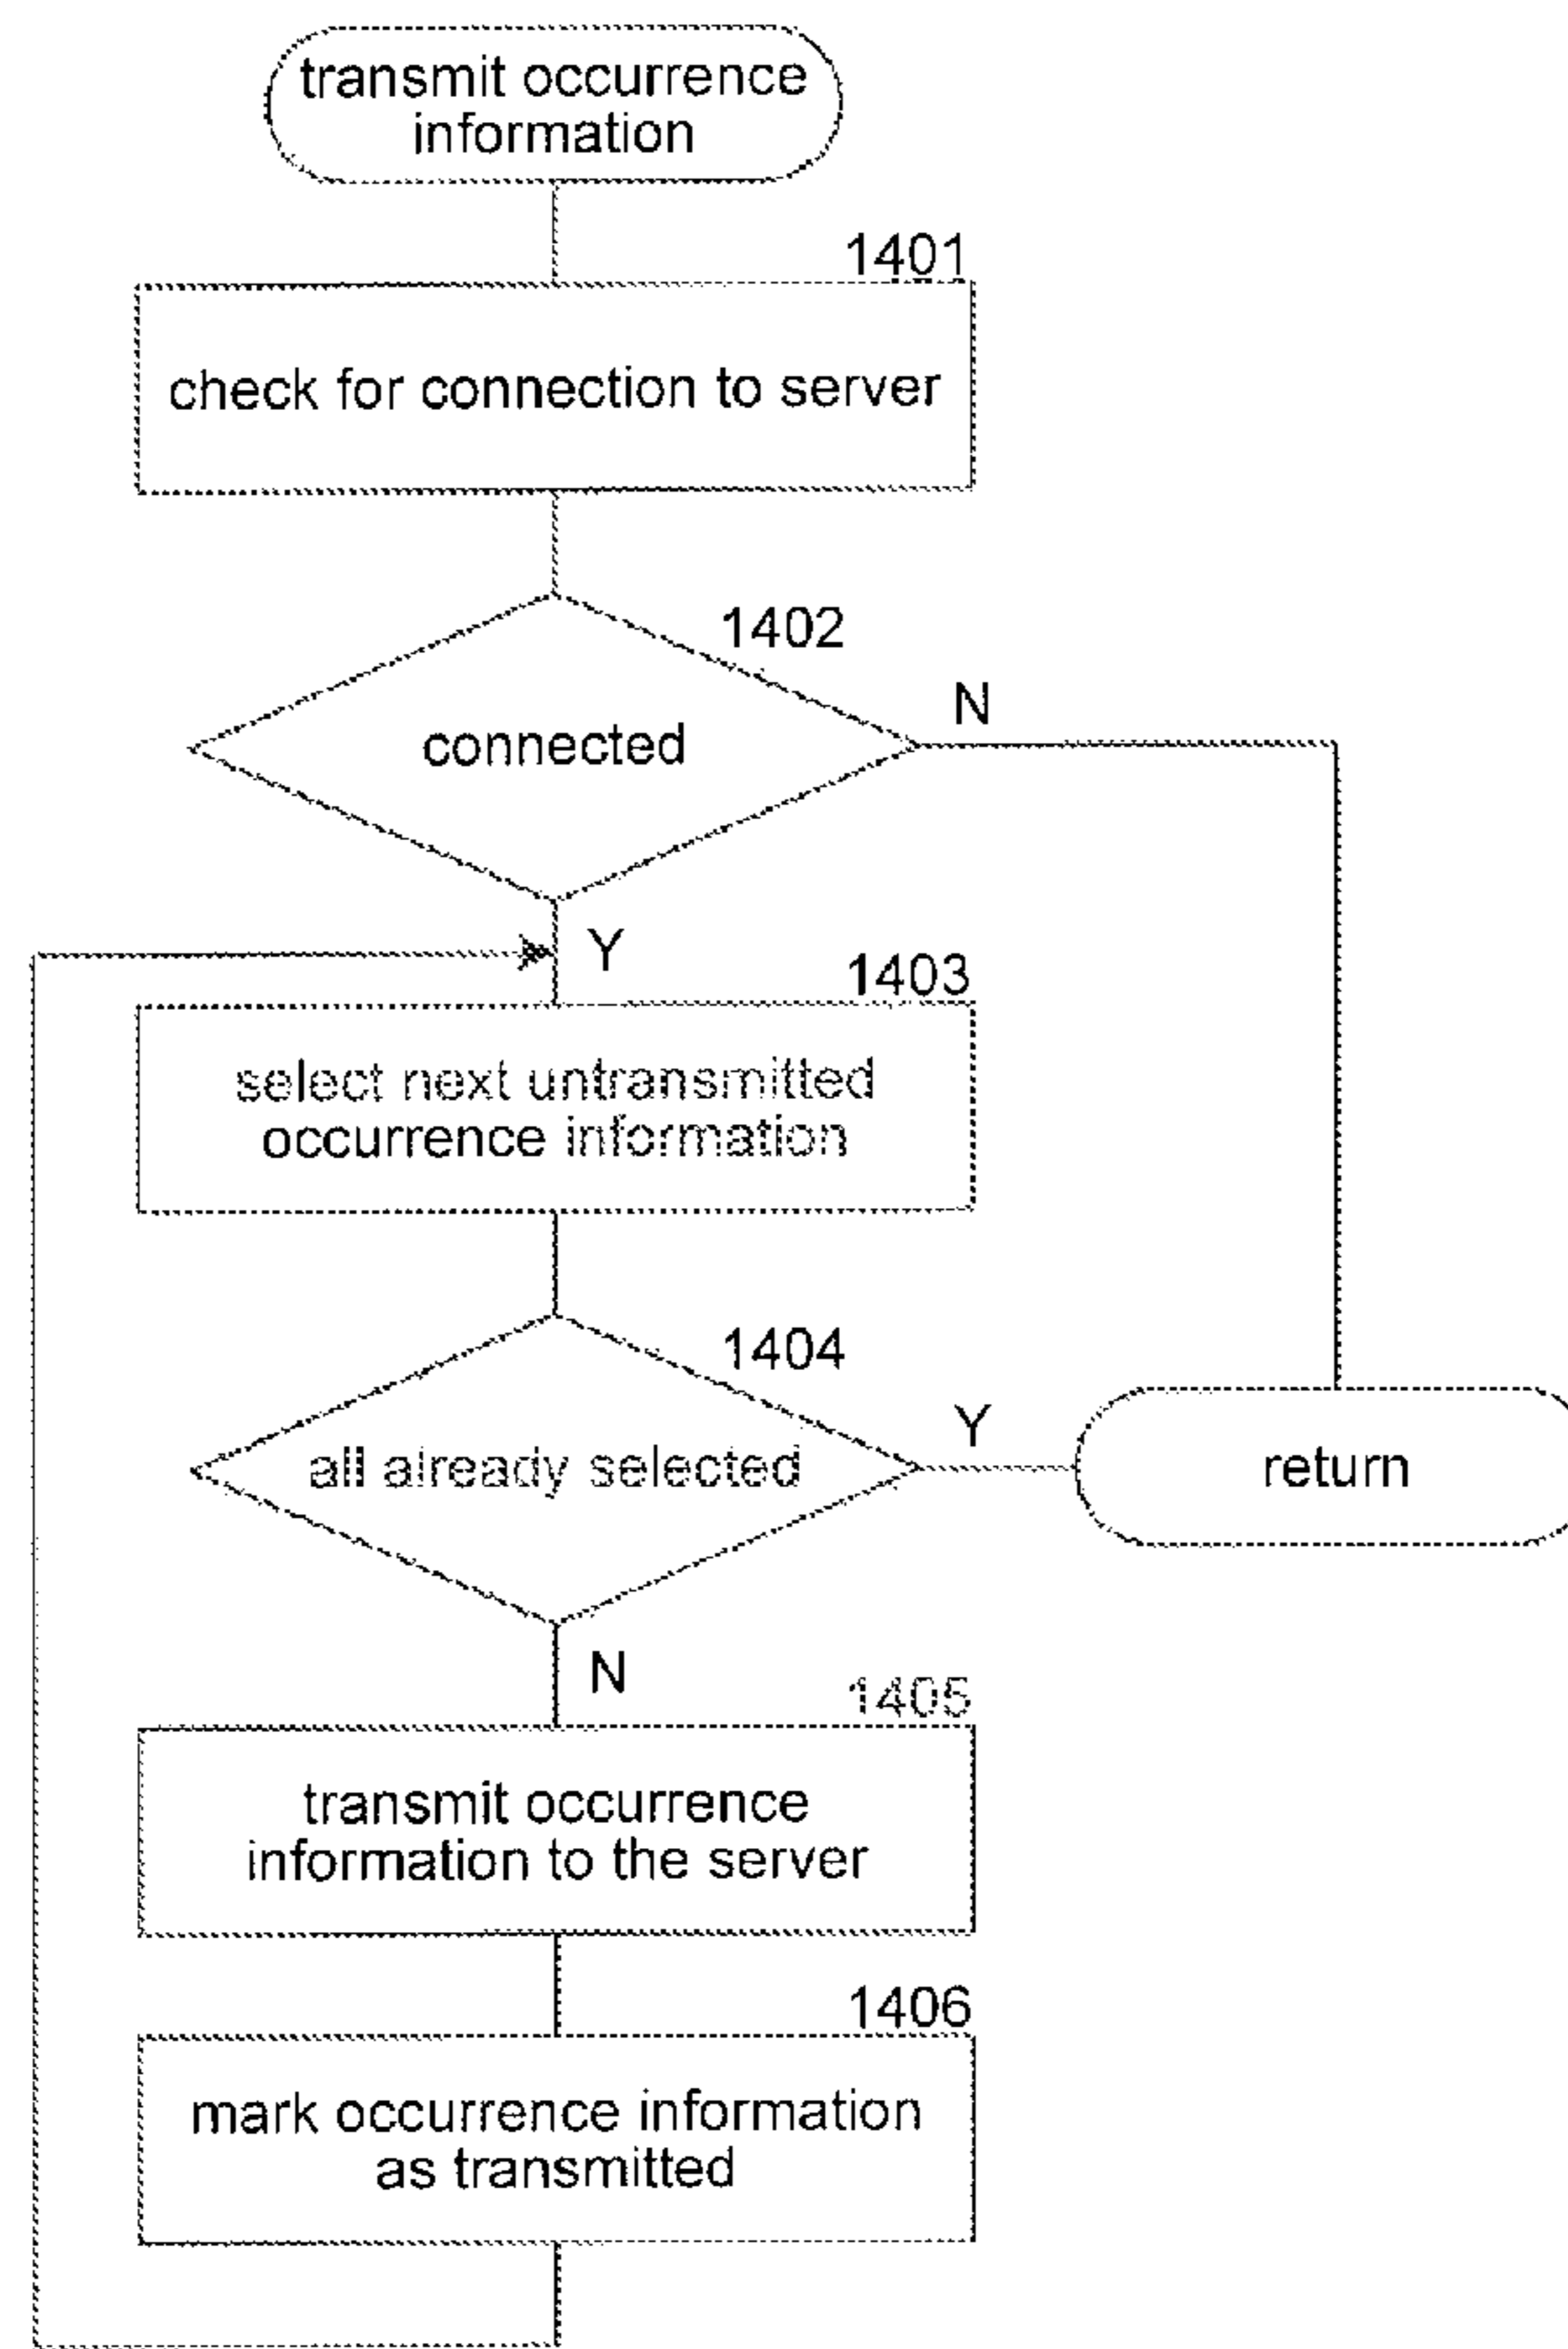 transmit occurrence
information
1401
check for connection to server
1402
connected
N
Y
1403
select next untransmitted
occurrence information
1404
all already selected
Y
return
N
1405
transmit occurrence
information to the server
1406
mark occurrence information
as transmitted